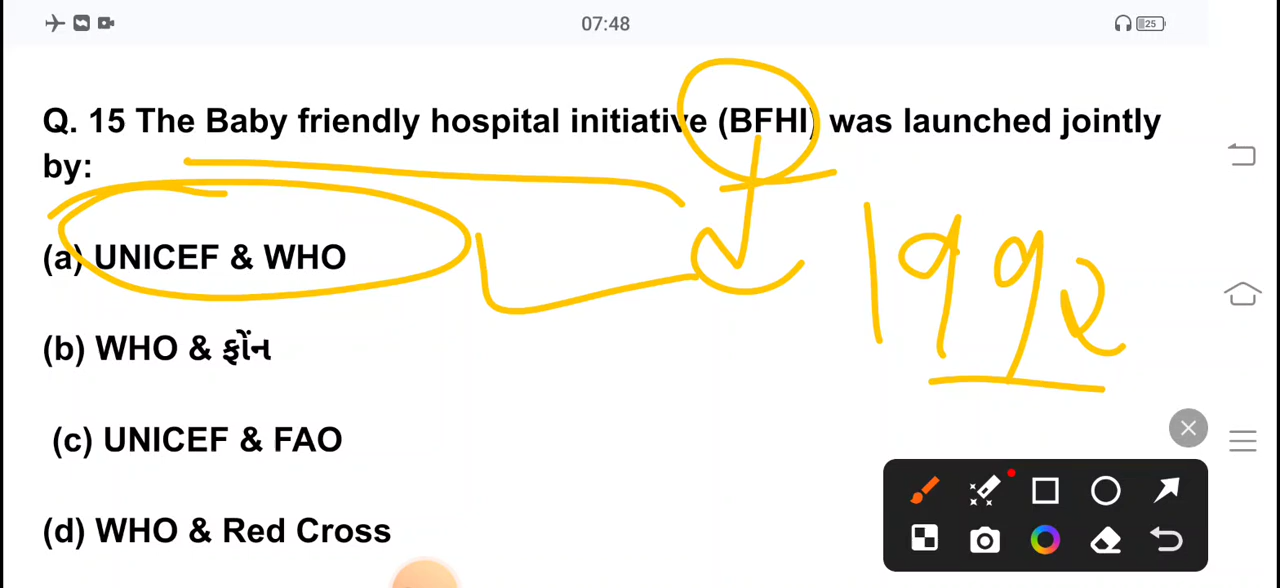 07:48
25
Q. 15 The Baby friendly hospital initiative (BFHI) was launched jointly
by:
(a) UNICEF & WHO
1992
(b) WHO & ફોંન
(c) UNICEF & FAO
(d) WHO & Red Cross